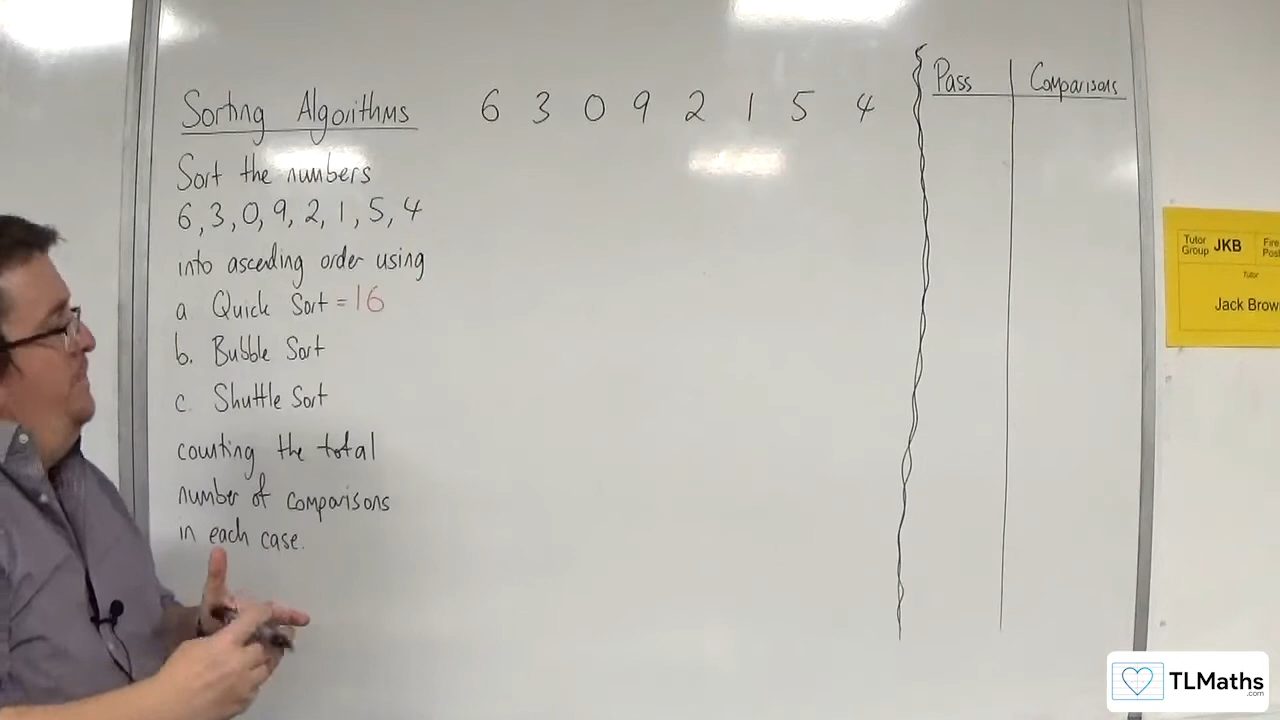 Sorting Algorithms
Sort the numbers
6, 3, 0, 9, 2, 1, 5, 4
into ascending order using
a Quick Sort = 16
b. Bubble Sort
c. Shuttle Sort
counting the total
number of comparisons
in each case.
6 3 0 9 2 1 5 4
Pass Comparisons
Tutor Group JKB
Tutor
Jack Brow
TLMaths
.com